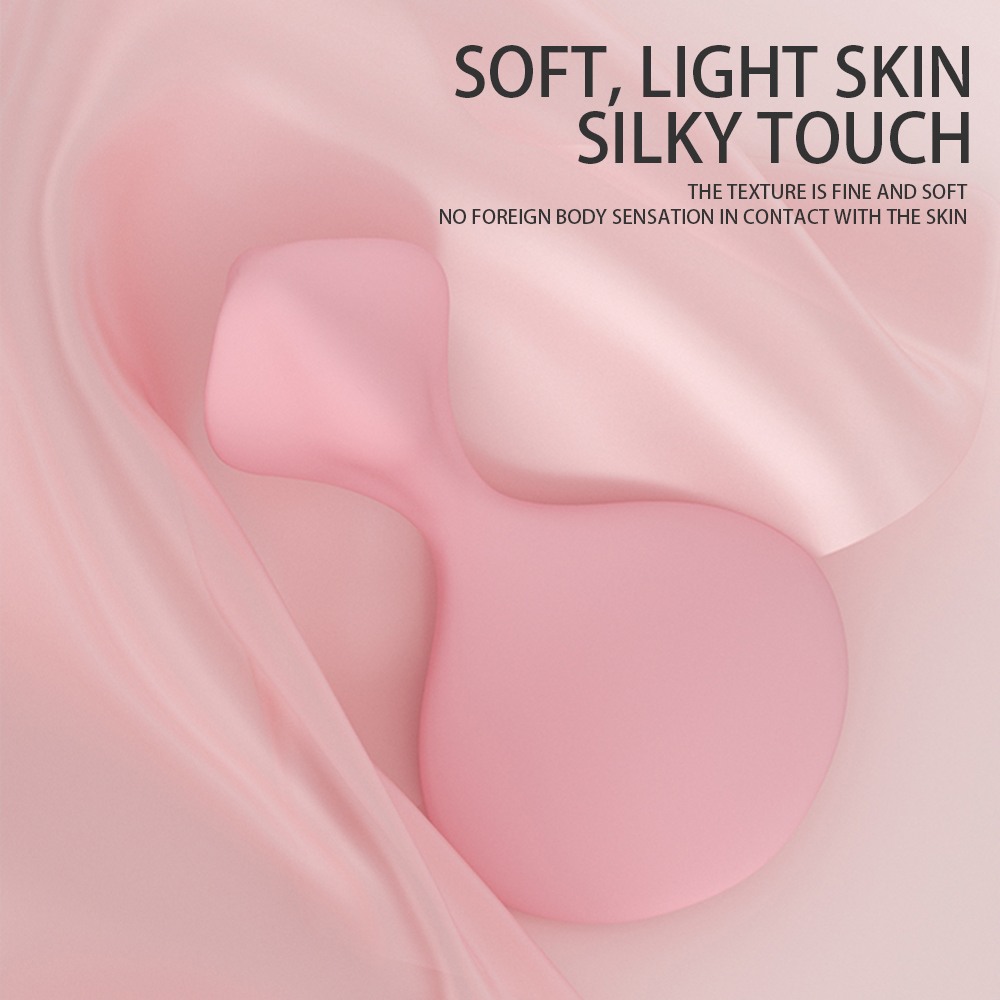 SOFT, LIGHT SKIN
SILKY TOUCH
THE TEXTURE IS FINE AND SOFT
NO FOREIGN BODY SENSATION IN CONTACT WITH THE SKIN